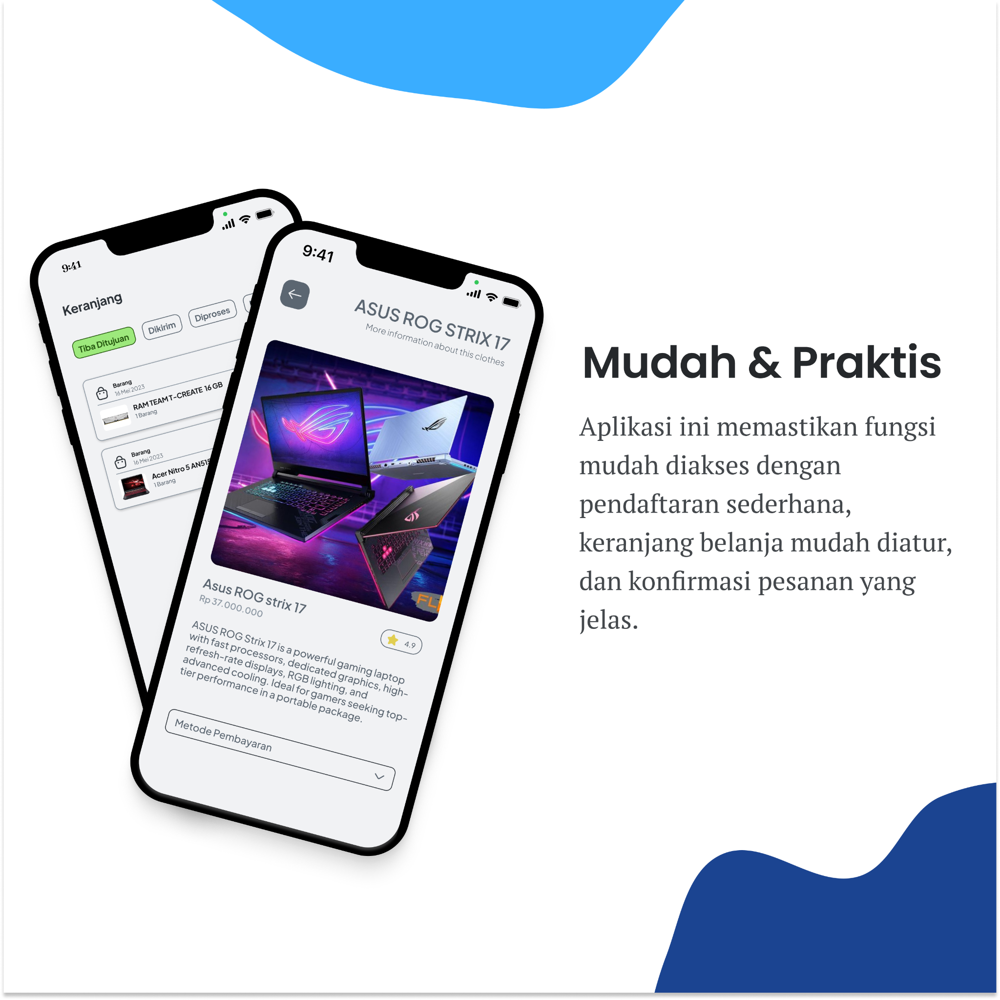 9:41
Keranjang
Tiba Ditujuan
Dikirim
Diproses
Barang
16 Mei 2023
RAM TEAM T-CREATE 16 GB
1 Barang
Barang
16 Mei 2023
Acer Nitro 5 AN515
1 Barang
9:41
ASUS ROG STRIX 17
More information about this clothes
Asus ROG strix 17
Rp 37.000.000
4.9
ASUS ROG Strix 17 is a powerful gaming laptop
with fast processors, dedicated graphics, high-
refresh-rate displays, RGB lighting, and
advanced cooling. Ideal for gamers seeking top-
tier performance in a portable package.
Metode Pembayaran
Mudah & Praktis
Aplikasi ini memastikan fungsi
mudah diakses dengan
pendaftaran sederhana,
keranjang belanja mudah diatur,
dan konfirmasi pesanan yang
jelas.